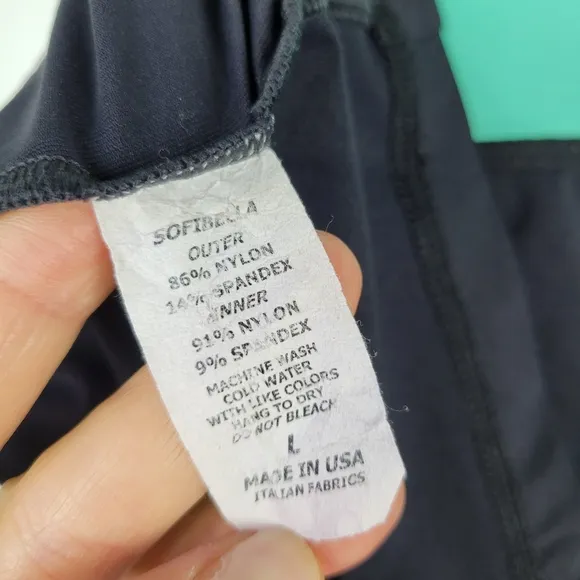 SOFIBELLA
OUTER
86% NYLON
14% SPANDEX
INNER
91% NYLON
9% SPANDEX
MACHINE WASH
COLD WATER
WITH LIKE COLORS
HANG TO DRY
DO NOT BLEACH
L
MADE IN USA
ITALIAN FABRICS